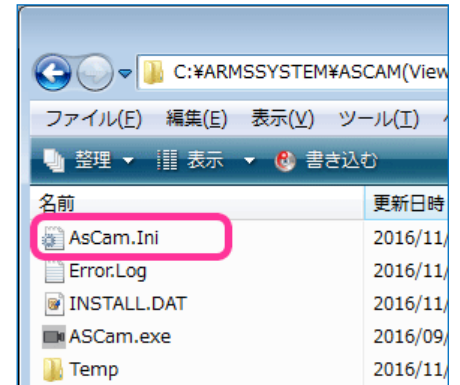 C:¥ARMSSYSTEM¥ASCAM(View
ファイル(F) 編集(E) 表示(V) ツール(T)
整理 表示 書き込む
名前 更新日時
AsCam.Ini 2016/11/
Error.Log 2016/11/
INSTALL.DAT 2016/11/
ASCam.exe 2016/09/
Temp 2016/11/